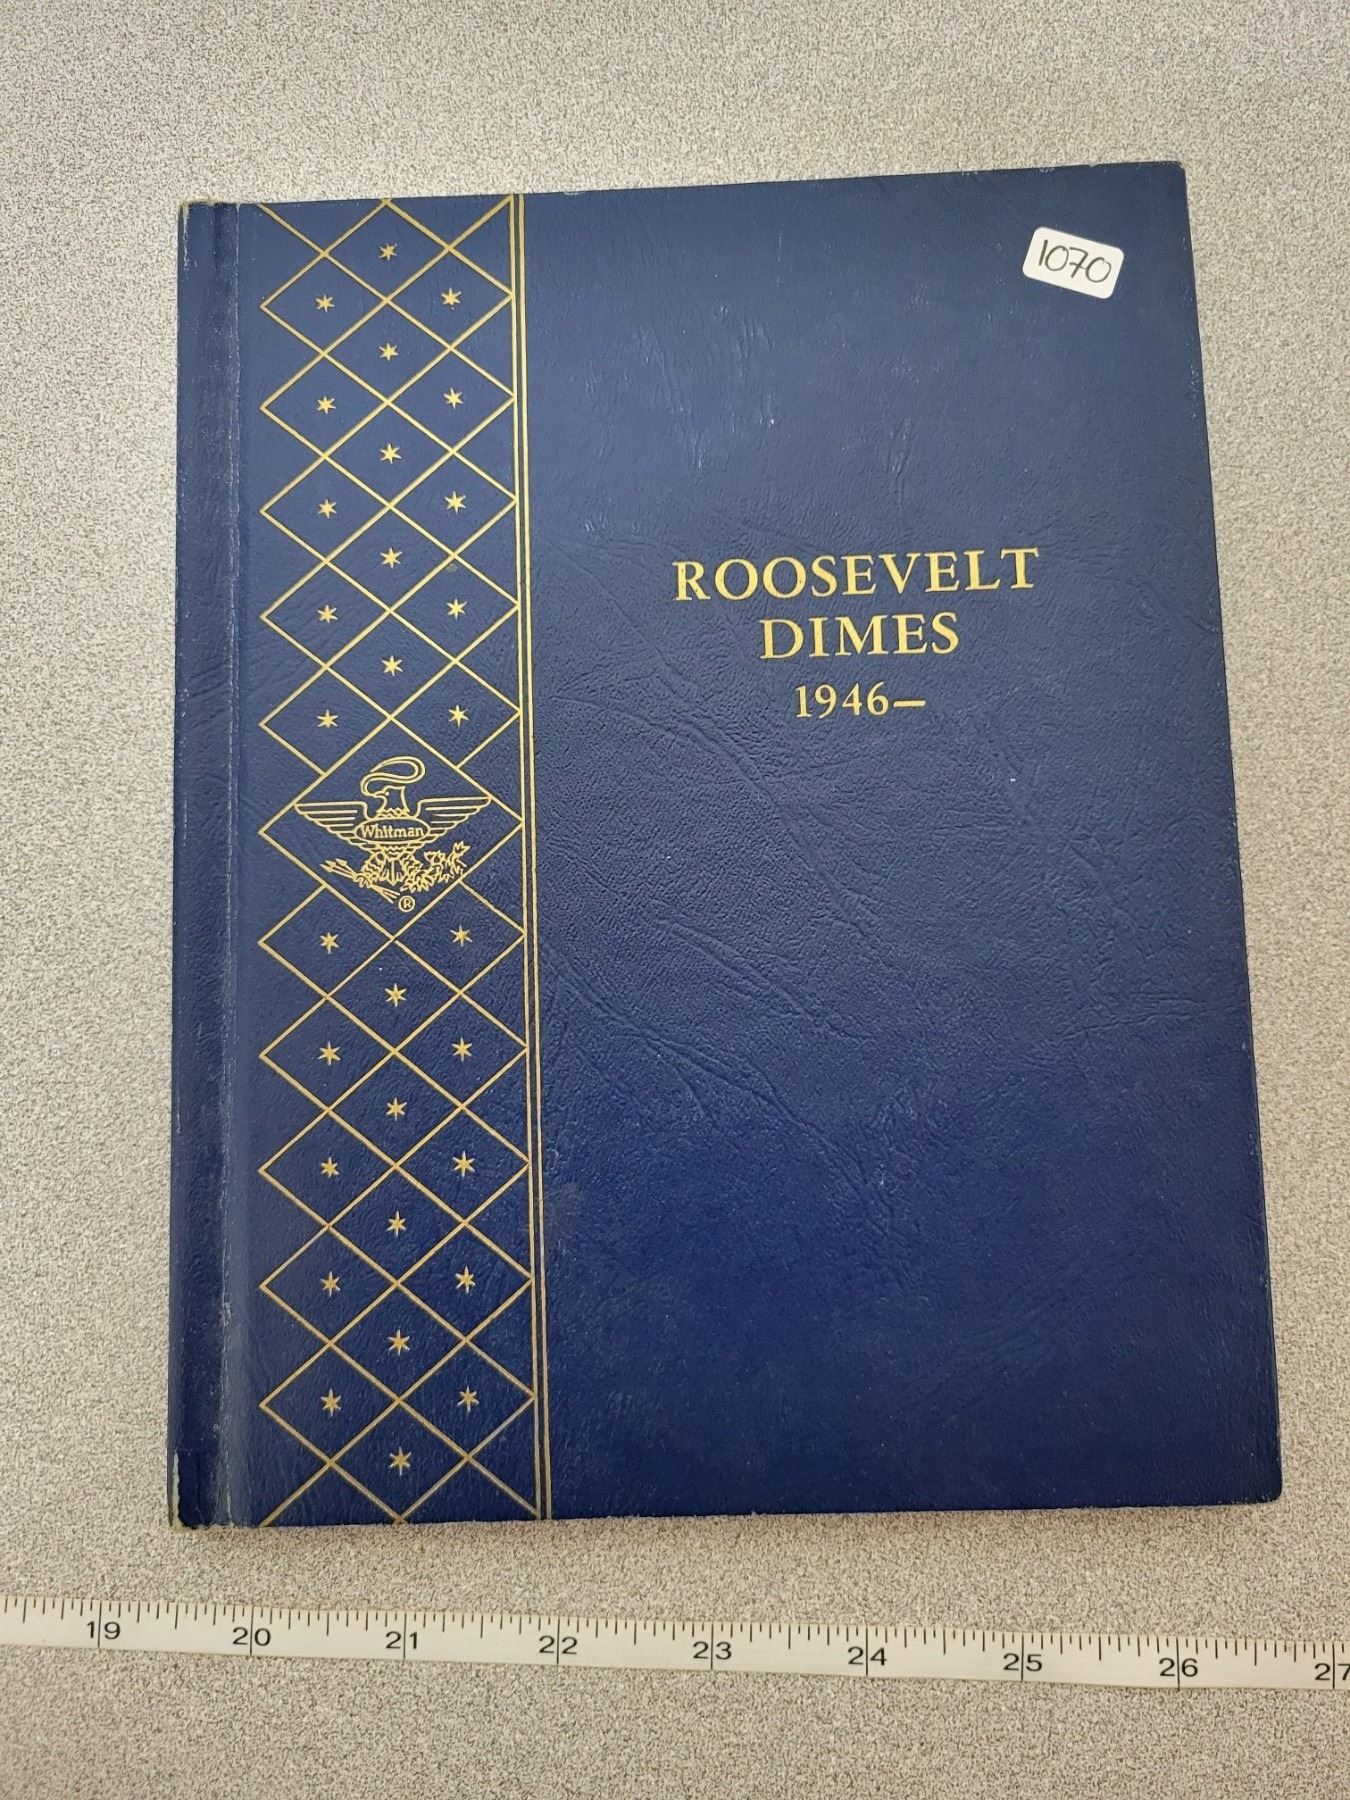 1070
ROOSEVELT
DIMES
1946—
Whitman
®
19 20 21 22 23 24 25 26 27